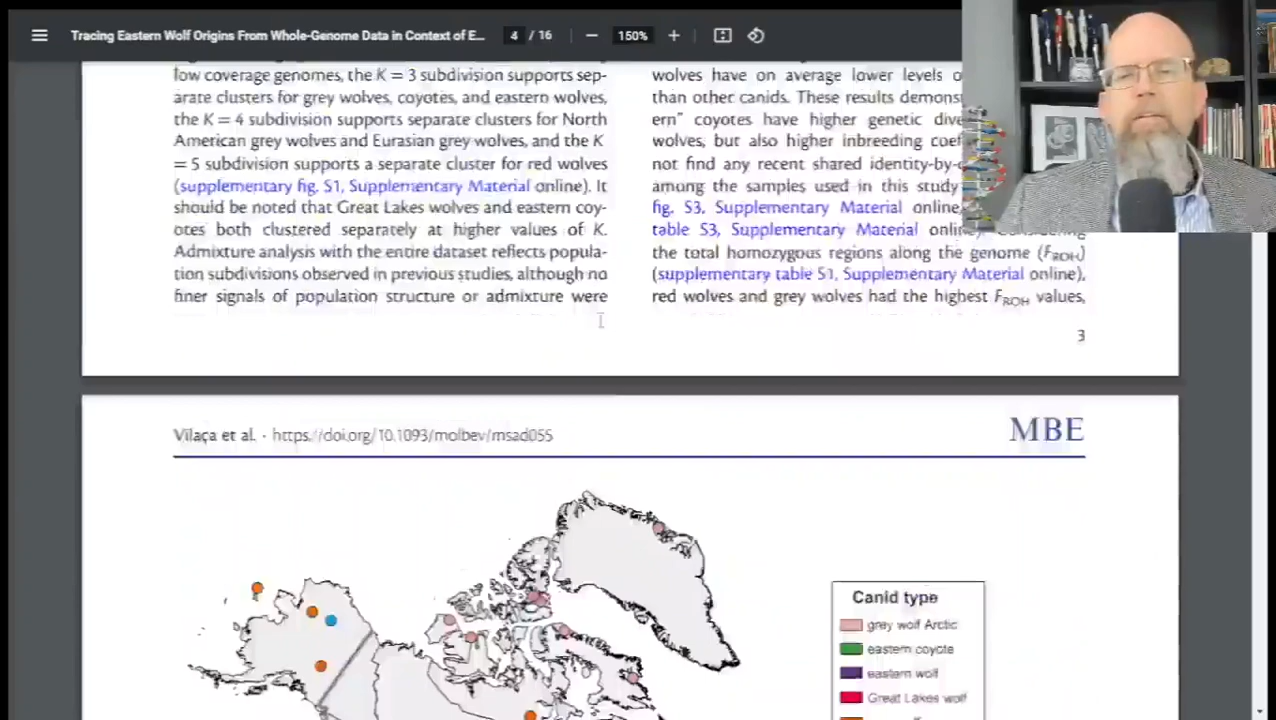 Tracing Eastern Wolf Origins From Whole-Genome Data in Context of E...
4 / 16
150%
low coverage genomes, the K = 3 subdivision supports sep-
arate clusters for grey wolves, coyotes, and eastern wolves,
the K = 4 subdivision supports separate clusters for North
American grey wolves and Eurasian grey wolves, and the K
= 5 subdivision supports a separate cluster for red wolves
(supplementary fig. S1, Supplementary Material online). It
should be noted that Great Lakes wolves and eastern coy-
otes both clustered separately at higher values of K.
Admixture analysis with the entire dataset reflects popula-
tion subdivisions observed in previous studies, although no
finer signals of population structure or admixture were
wolves have on average lower levels o
than other canids. These results demons
ern" coyotes have higher genetic dive
wolves, but also higher inbreeding coef
not find any recent shared identity-by-
among the samples used in this study
fig. S3, Supplementary Material online
table S3, Supplementary Material
the total homozygous regions along the genome (FROH)
(supplementary table S1, Supplementary Material online),
red wolves and grey wolves had the highest FROH values,
3
Vilaça et al. · https://doi.org/10.1093/molbev/msad055
MBE
Canid type
grey wolf Arctic
eastern coyote
eastern wolf
Great Lakes wolf